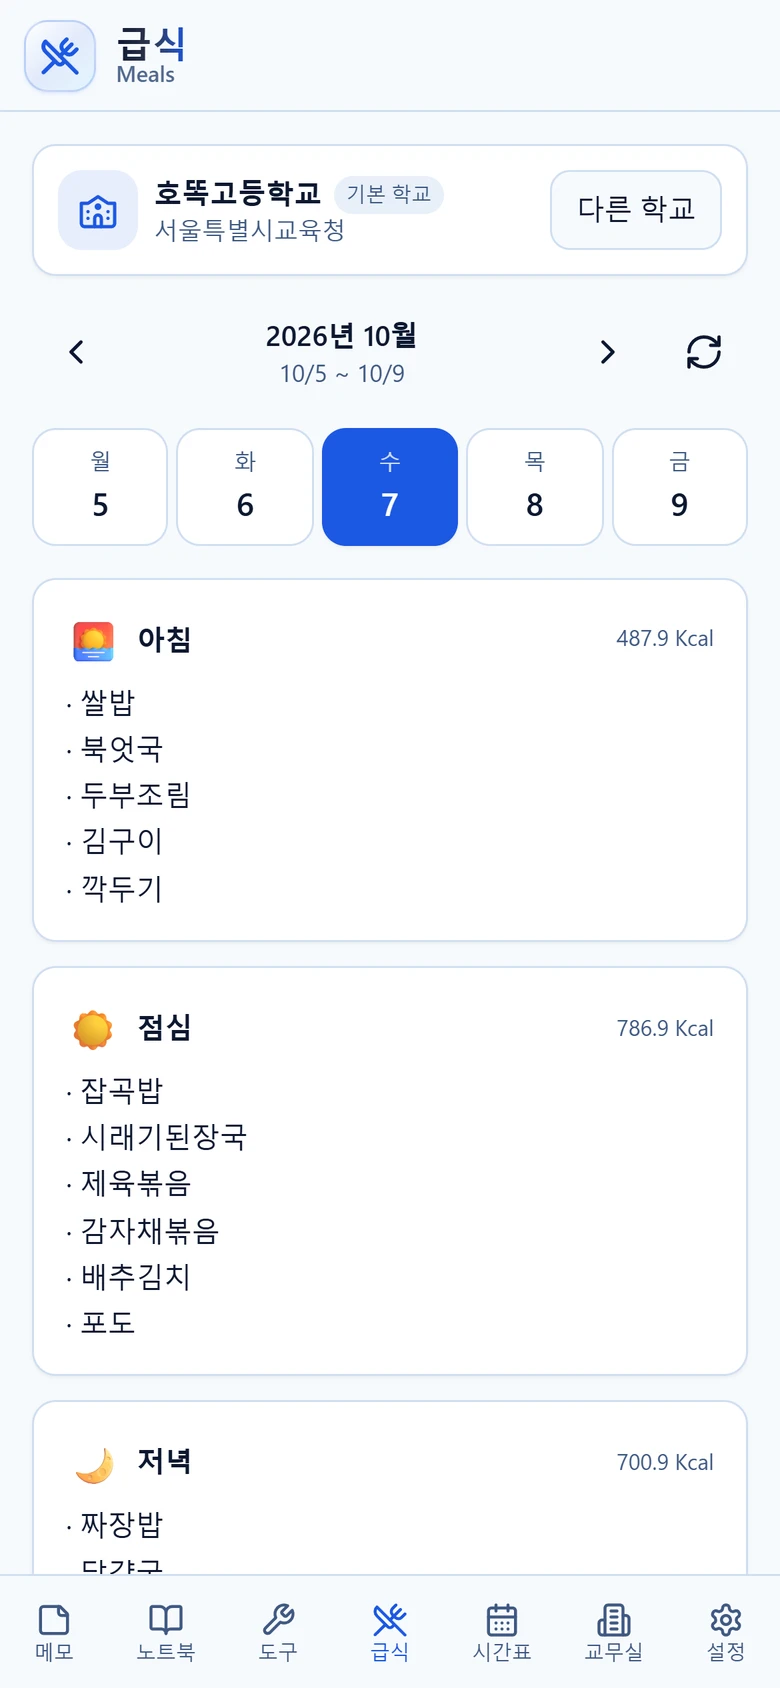 급식
Meals
호똑고등학교 기본 학교
서울특별시교육청
다른 학교
2026년 10월
10/5 ~ 10/9
월 화 수 목 금
5 6 7 8 9
아침 487.9 Kcal
· 쌀밥
· 북엇국
· 두부조림
· 김구이
· 깍두기
점심 786.9 Kcal
· 잡곡밥
· 시래기된장국
· 제육볶음
· 감자채볶음
· 배추김치
· 포도
저녁 700.9 Kcal
· 짜장밥
메모 노트북 도구 급식 시간표 교무실 설정